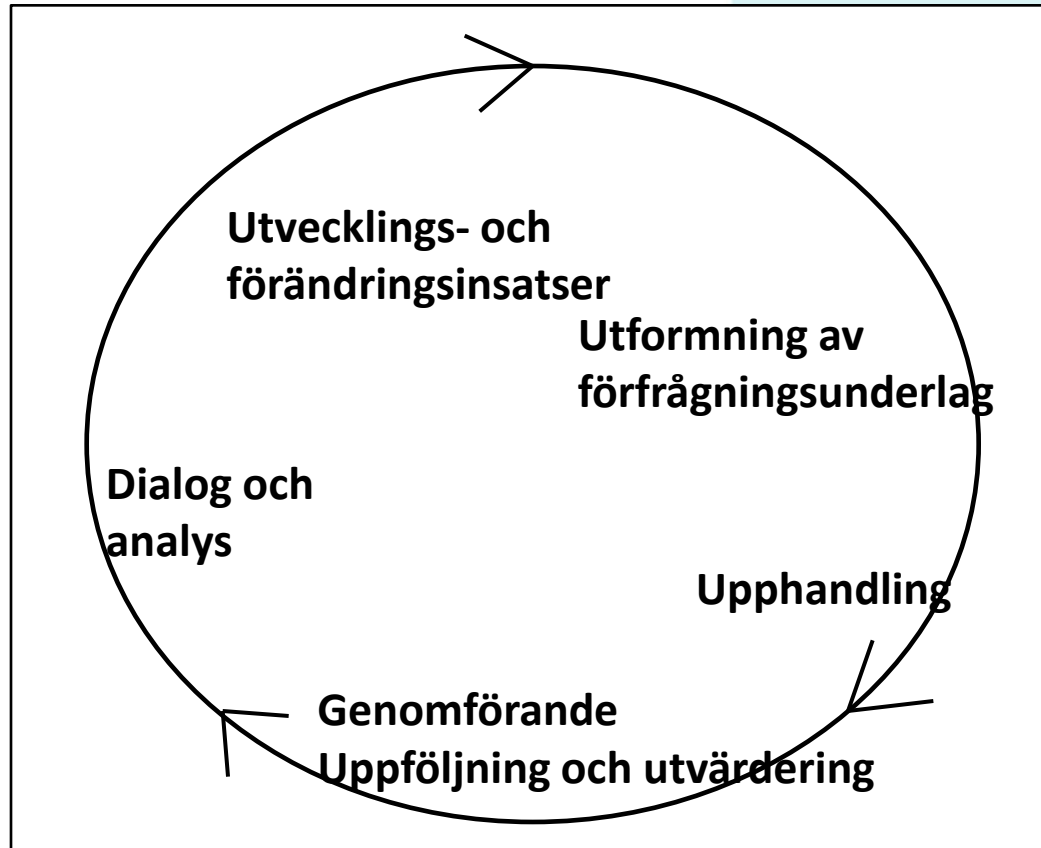 Utvecklings- och
förändringsinsatser
Utformning av
förfrågningsunderlag
Dialog och
analys
Upphandling
Genomförande
Uppföljning och utvärdering